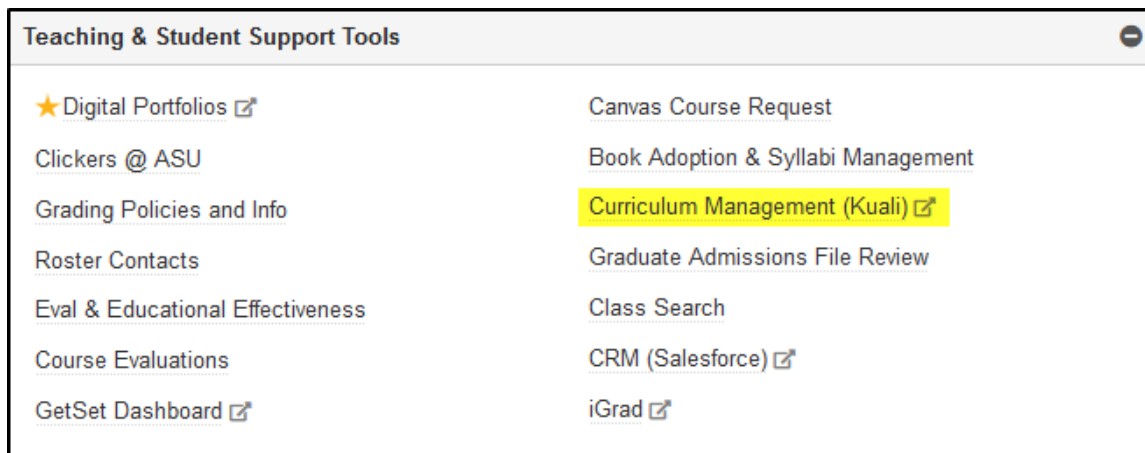 Teaching & Student Support Tools
Digital Portfolios
Clickers @ ASU
Grading Policies and Info
Roster Contacts
Eval & Educational Effectiveness
Course Evaluations
GetSet Dashboard
Canvas Course Request
Book Adoption & Syllabi Management
Curriculum Management (Kuali)
Graduate Admissions File Review
Class Search
CRM (Salesforce)
iGrad